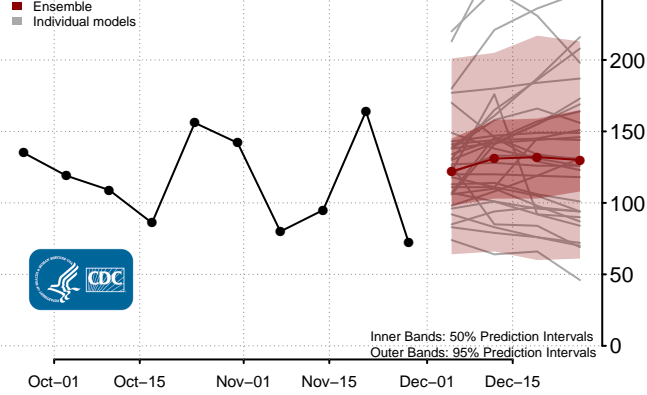 Ensemble
Individual models
200
150
100
50
0
CDC
Inner Bands: 50% Prediction Intervals
Outer Bands: 95% Prediction Intervals
Oct–01 Oct–15 Nov–01 Nov–15 Dec–01 Dec–15